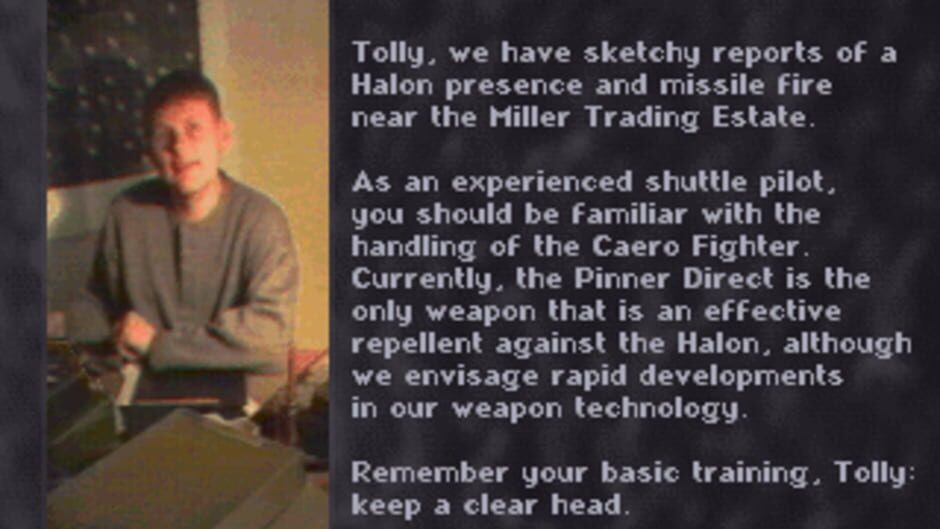 Tolly, we have sketchy reports of a
Halon presence and missile fire
near the Miller Trading Estate.
As an experienced shuttle pilot,
you should be familiar with the
handling of the Caero Fighter.
Currently, the Pinner Direct is the
only weapon that is an effective
repellent against the Halon, although
we envisage rapid developments
in our weapon technology.
Remember your basic training, Tolly:
keep a clear head.